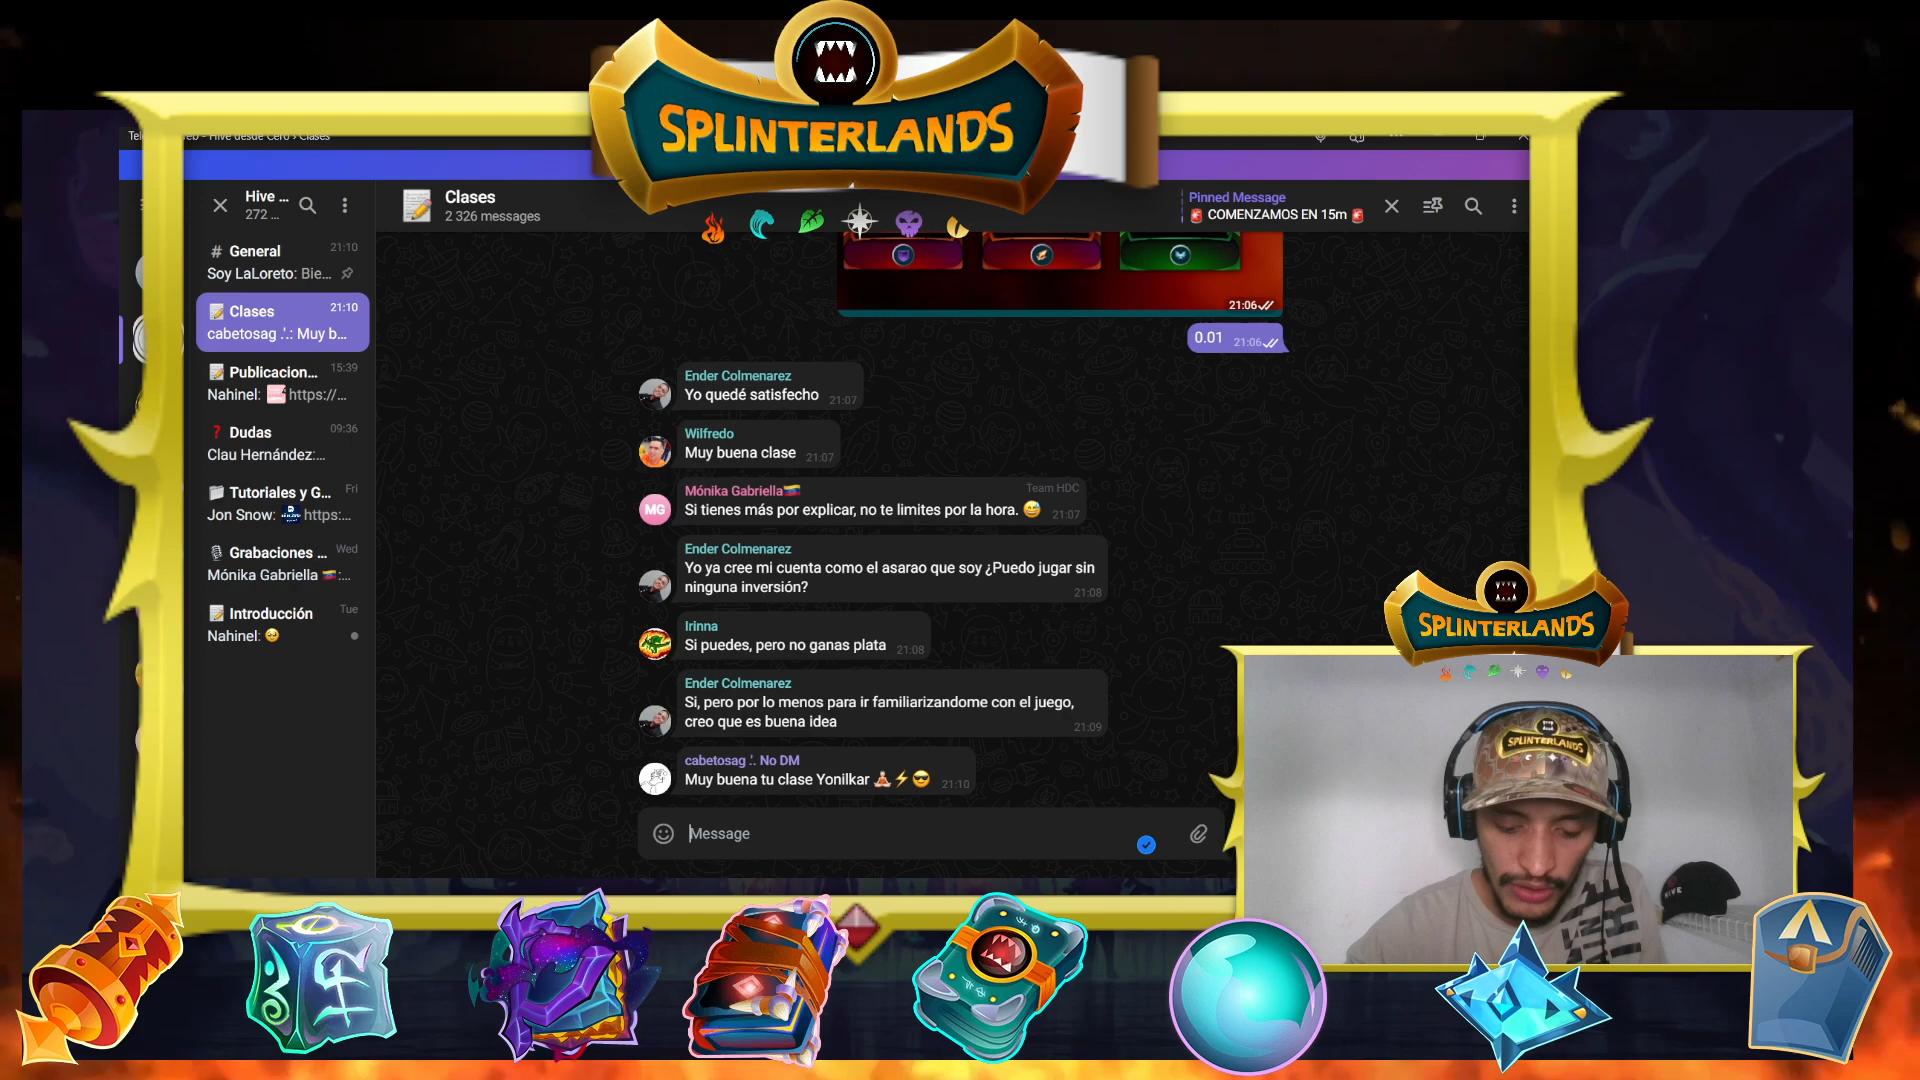 SPLINTERLANDS
Hive desde Cero › Clases
Hive ...
272 ...
# General 21:10
Soy LaLoreto: Bie...
Clases 21:10
cabetosag .'.: Muy b...
Publicacion... 15:39
Nahinel: https://...
Dudas 09:36
Clau Hernández:...
Tutoriales y G... Fri
Jon Snow: https:...
Grabaciones ... Wed
Mónika Gabriella 🇻🇪:...
Introducción Tue
Nahinel: 🥺
Clases
2 326 messages
Pinned Message
🚨 COMENZAMOS EN 15m 🚨
21:06
0.01 21:06
Ender Colmenarez
Yo quedé satisfecho 21:07
Wilfredo
Muy buena clase 21:07
MG
Mónika Gabriella🇻🇪 Team HDC
Si tienes más por explicar, no te limites por la hora. 😅 21:07
Ender Colmenarez
Yo ya cree mi cuenta como el asarao que soy ¿Puedo jugar sin
ninguna inversión? 21:08
Irinna
Si puedes, pero no ganas plata 21:08
Ender Colmenarez
Si, pero por lo menos para ir familiarizandome con el juego,
creo que es buena idea 21:09
cabetosag .'. No DM
Muy buena tu clase Yonilkar 🧘⚡😎 21:10
Message
SPLINTERLANDS
SPLINTERLANDS
HIVE